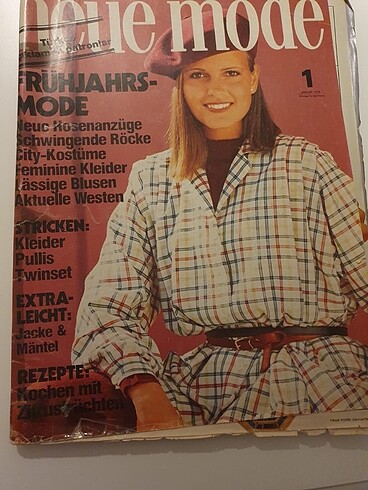 neue mode
FRÜHJAHRS-
MODE
Neue Hosenanzüge
Schwingende Röcke
City-Kostüme
Feminine Kleider
Lässige Blusen
Aktuelle Westen
1
STRICKEN:
Kleider
Pullis
Twinset
EXTRA-
LEICHT:
Jacke &
Mäntel
REZEPTE:
Kochen mit
Zitrusfrüchten